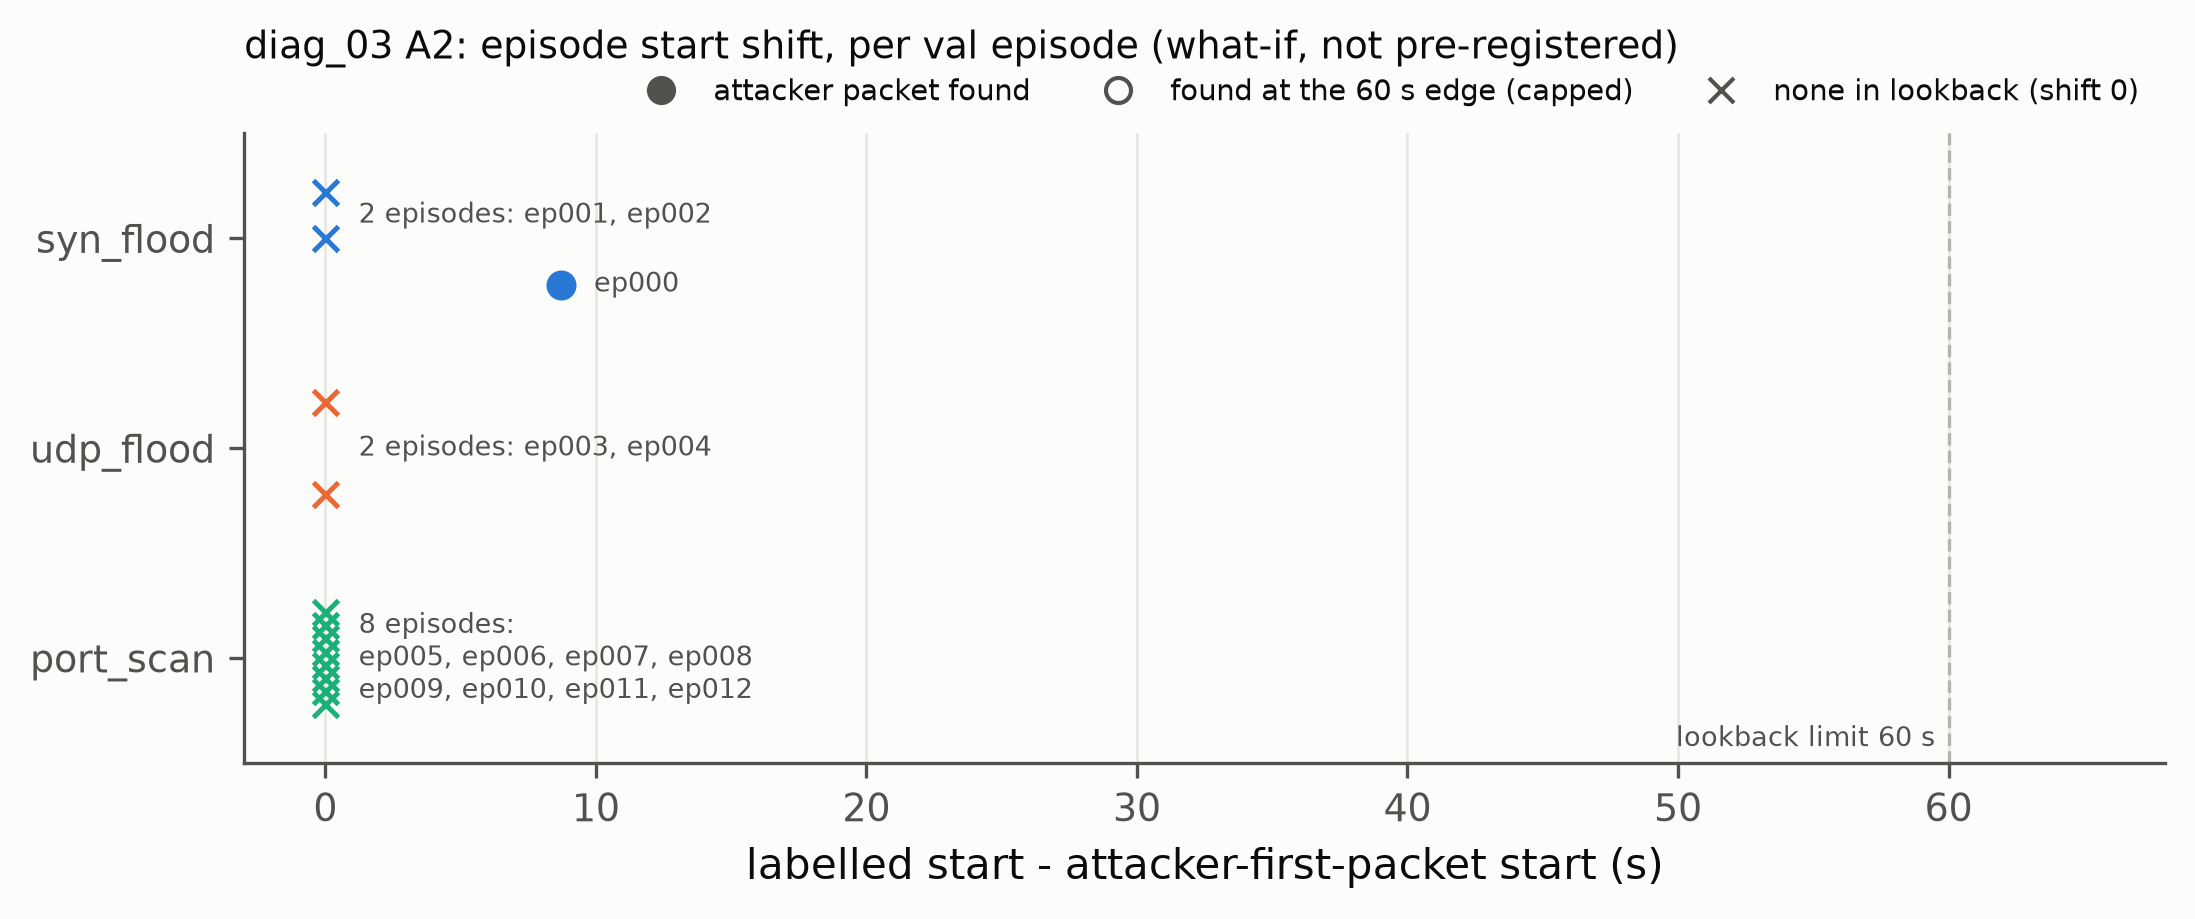 diag_03 A2: episode start shift, per val episode (what-if, not pre-registered)
attacker packet found
found at the 60 s edge (capped)
none in lookback (shift 0)
syn_flood
2 episodes: ep001, ep002
ep000
udp_flood
2 episodes: ep003, ep004
port_scan
8 episodes:
ep005, ep006, ep007, ep008
ep009, ep010, ep011, ep012
lookback limit 60 s
0 10 20 30 40 50 60
labelled start - attacker-first-packet start (s)